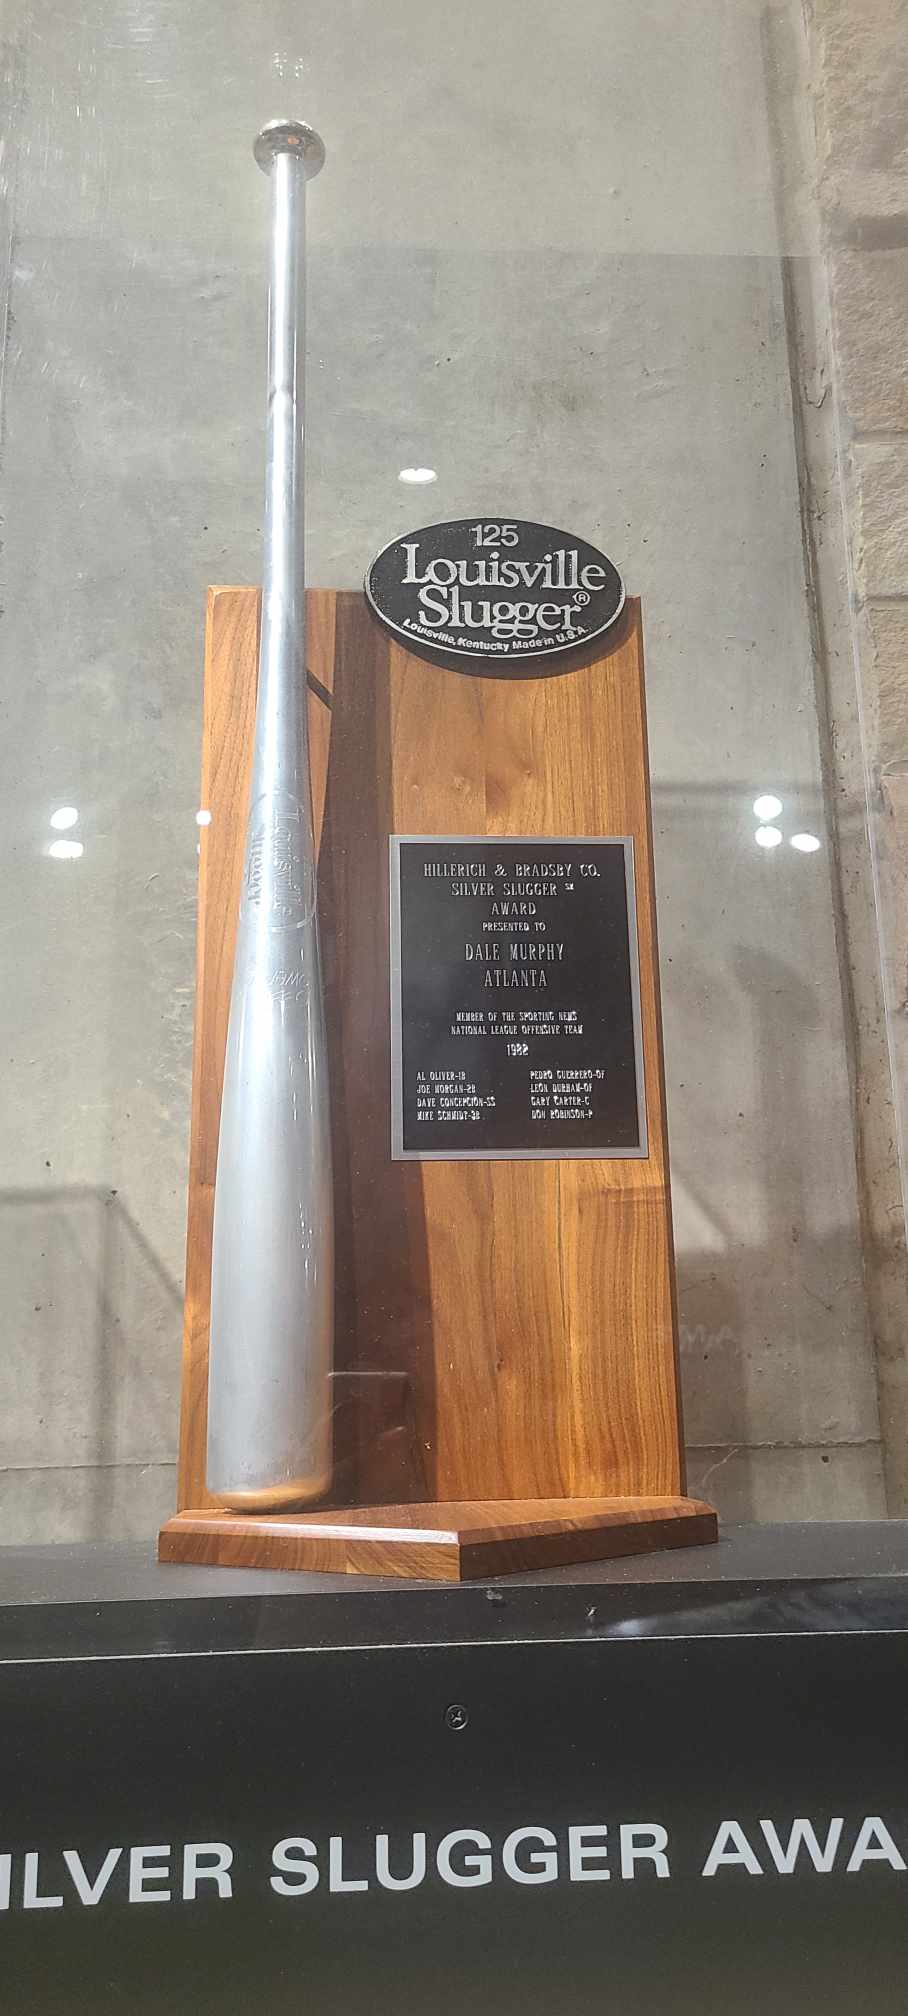 125
Louisville
Slugger®
Louisville, Kentucky Made in U.S.A.
Louisville
HILLERICH & BRADSBY CO.
SILVER SLUGGER SM
AWARD
PRESENTED TO
DALE MURPHY
ATLANTA
MEMBER OF THE SPORTING NEWS
NATIONAL LEAGUE OFFENSIVE TEAM
1982
AL OLIVER-1B PEDRO GUERRERO-OF
JOE MORGAN-2B LEON DURHAM-OF
DAVE CONCEPCION-SS GARY CARTER-C
MIKE SCHMIDT-3B DON ROBINSON-P
ILVER SLUGGER AWA